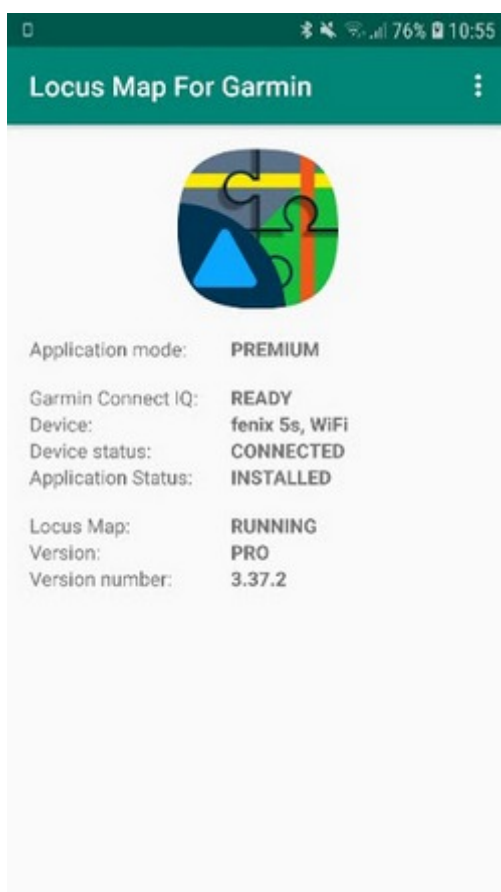 76% 10:55
Locus Map For Garmin
Application mode: PREMIUM
Garmin Connect IQ: READY
Device: fenix 5s, WiFi
Device status: CONNECTED
Application Status: INSTALLED
Locus Map: RUNNING
Version: PRO
Version number: 3.37.2